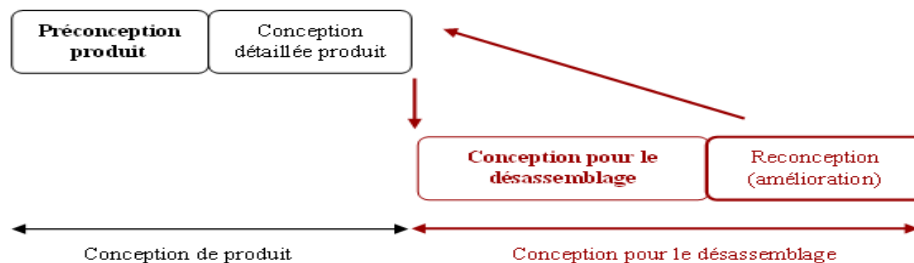 Préconception
produit
Conception
détaillée produit
Conception pour le
désassemblage
Reconception
(amélioration)
Conception de produit
Conception pour le désassemblage